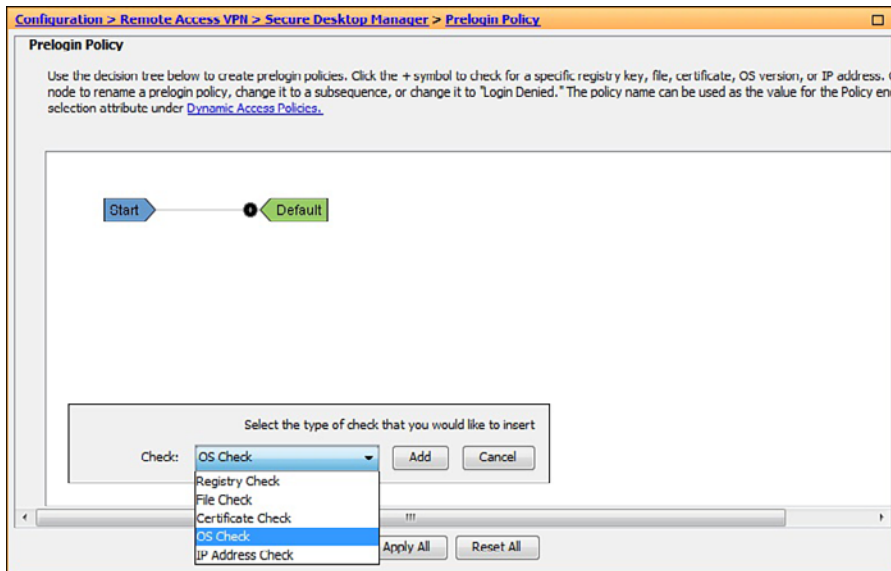 Configuration > Remote Access VPN > Secure Desktop Manager > Prelogin Policy
Prelogin Policy
Use the decision tree below to create prelogin policies. Click the + symbol to check for a specific registry key, file, certificate, OS version, or IP address.
node to rename a prelogin policy, change it to a subsequence, or change it to "Login Denied." The policy name can be used as the value for the Policy
selection attribute under Dynamic Access Policies.
Start
Default
Select the type of check that you would like to insert
Check: OS Check Add Cancel
Registry Check
File Check
Certificate Check
OS Check
IP Address Check
Apply All Reset All